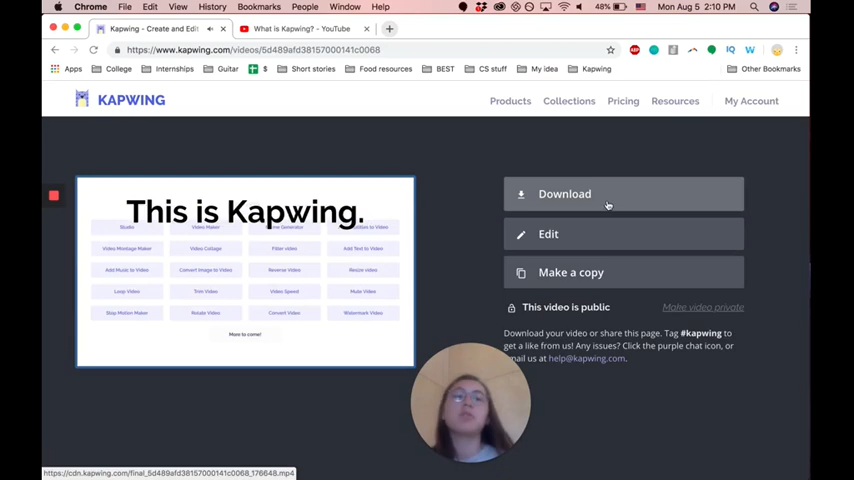 Chrome File Edit View History Bookmarks People Window Help 48% Mon Aug 5 2:10 PM
Kapwing - Create and Edit What is Kapwing? - YouTube
https://www.kapwing.com/videos/5d489afd38157000141c0068
Apps College Internships Guitar $ Short stories Food resources BEST CS stuff My idea Kapwing Other Bookmarks
KAPWING Products Collections Pricing Resources My Account
This is Kapwing.
Studio Video Maker
Video Montage Maker Video Collage Filter video Add Text to Video
Add Music to Video Convert Image to Video Reverse Video Resize video
Loop Video Trim Video Video Speed Mute Video
Stop Motion Maker Rotate Video Convert Video Watermark Video
More to come!
Download
Edit
Make a copy
This video is public Make video private
Download your video or share this page. Tag #kapwing to
get a like from us! Any issues? Click the purple chat icon, or
mail us at help@kapwing.com.
https://cdn.kapwing.com/final_5d489afd38157000141c0068_176648.mp4